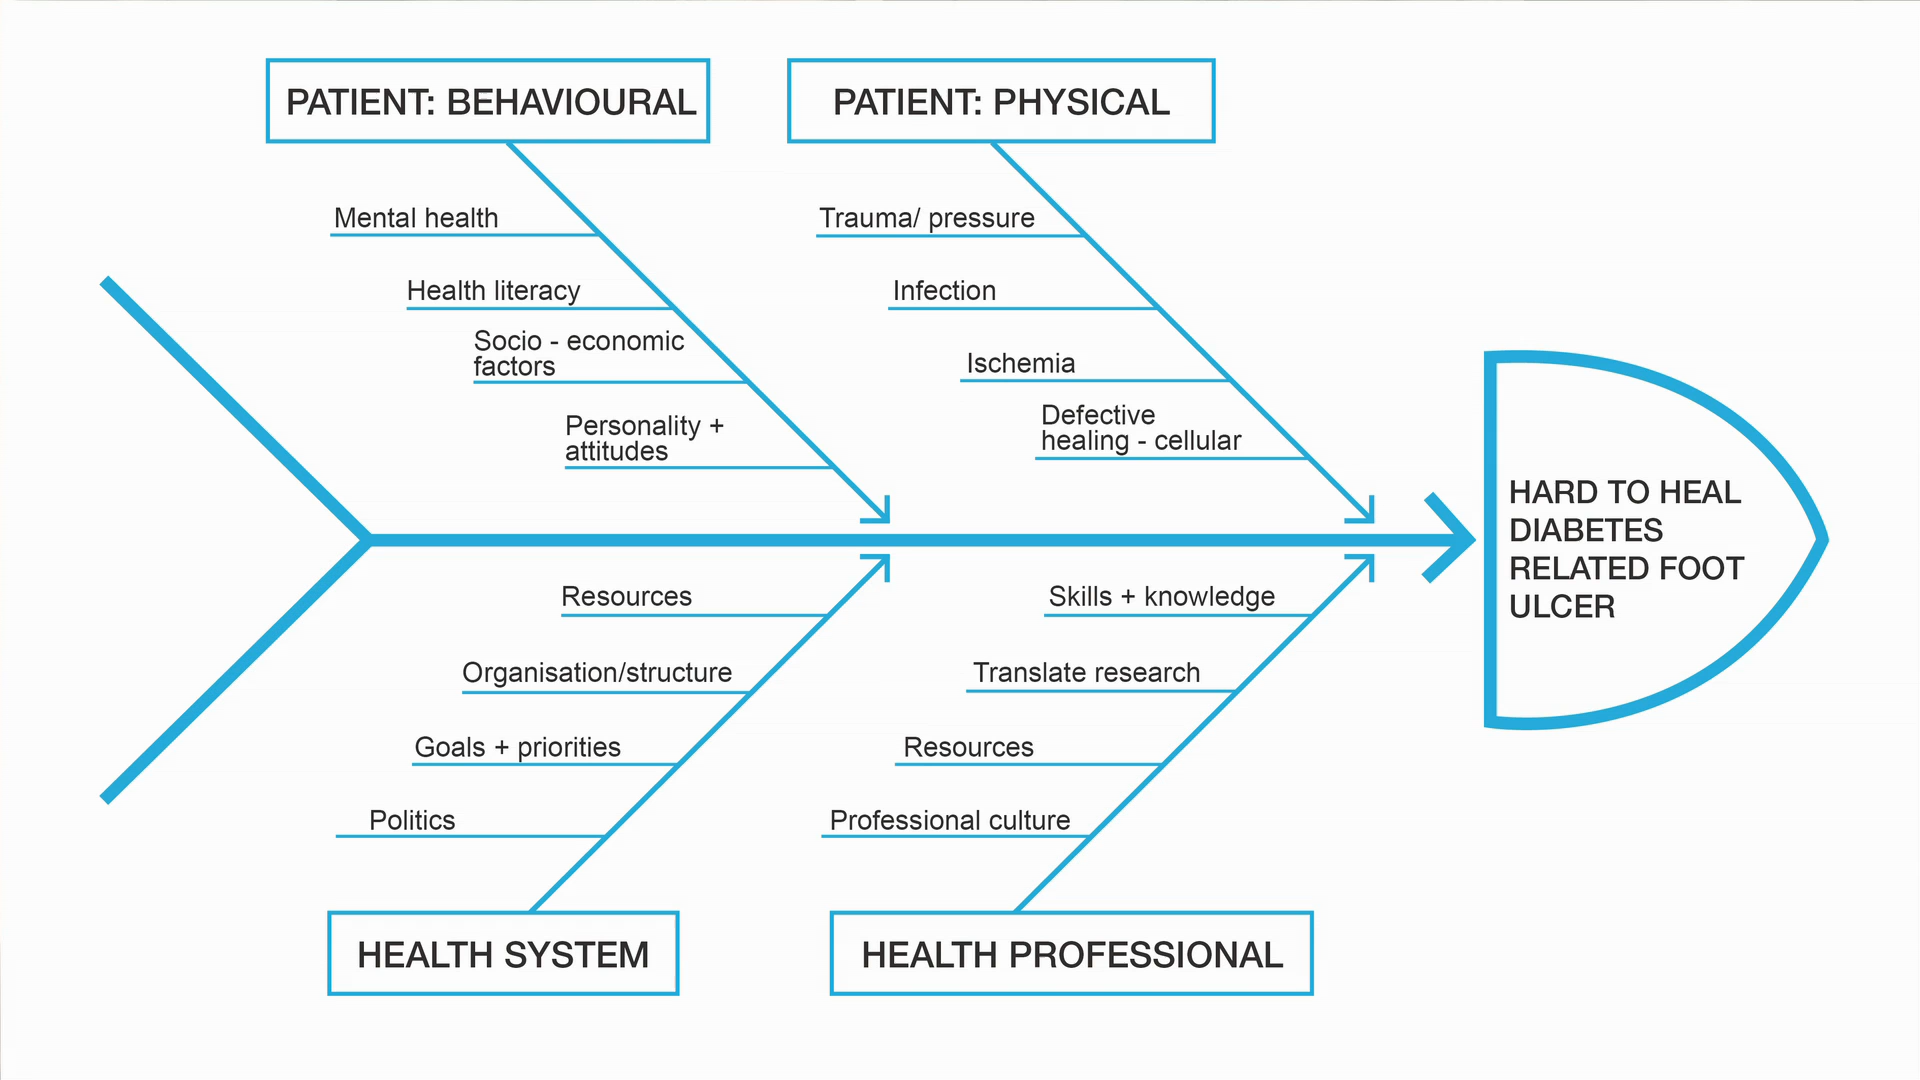 PATIENT: BEHAVIOURAL
PATIENT: PHYSICAL
Mental health
Health literacy
Socio - economic
factors
Personality +
attitudes
Trauma/ pressure
Infection
Ischemia
Defective
healing - cellular
HARD TO HEAL
DIABETES
RELATED FOOT
ULCER
Resources
Organisation/structure
Goals + priorities
Politics
Skills + knowledge
Translate research
Resources
Professional culture
HEALTH SYSTEM
HEALTH PROFESSIONAL